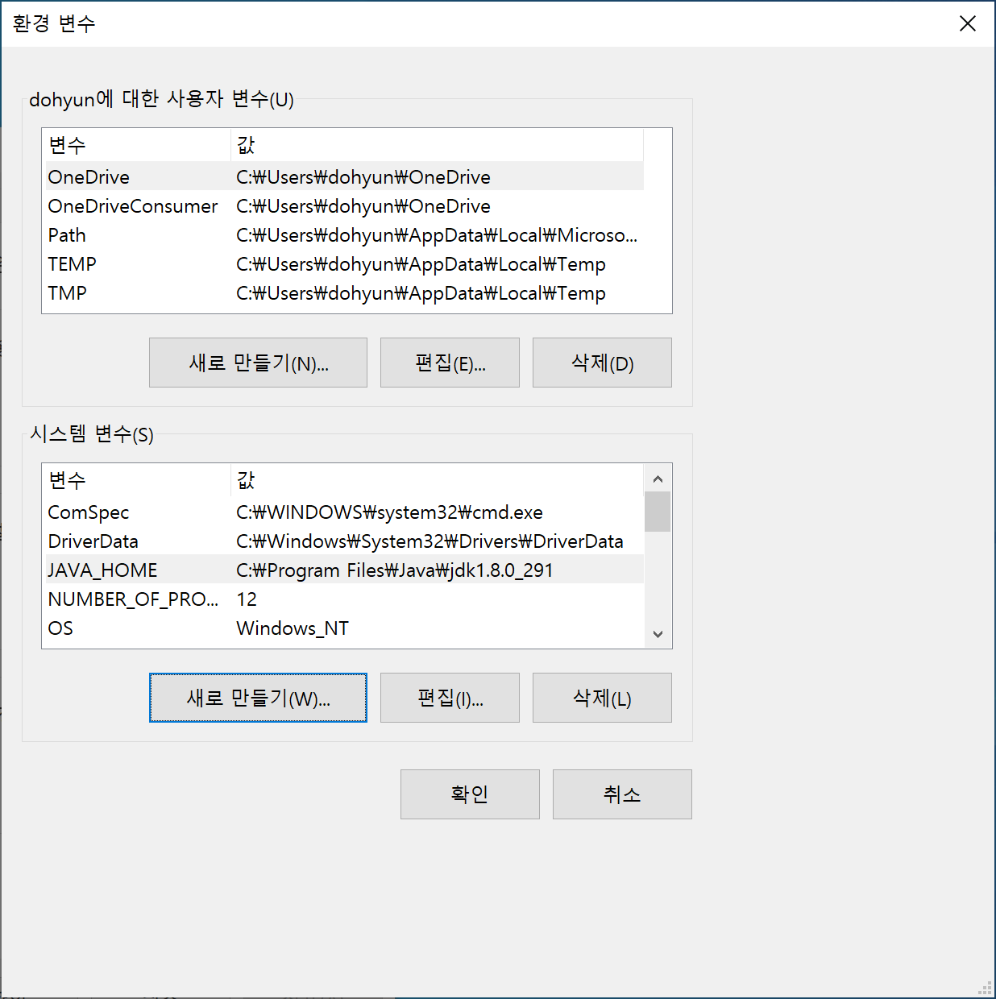 환경 변수
dohyun에 대한 사용자 변수(U)
변수 값
OneDrive C:₩Users₩dohyun₩OneDrive
OneDriveConsumer C:₩Users₩dohyun₩OneDrive
Path C:₩Users₩dohyun₩AppData₩Local₩Microso...
TEMP C:₩Users₩dohyun₩AppData₩Local₩Temp
TMP C:₩Users₩dohyun₩AppData₩Local₩Temp
새로 만들기(N)... 편집(E)... 삭제(D)
시스템 변수(S)
변수 값
ComSpec C:₩WINDOWS₩system32₩cmd.exe
DriverData C:₩Windows₩System32₩Drivers₩DriverData
JAVA_HOME C:₩Program Files₩Java₩jdk1.8.0_291
NUMBER_OF_PRO... 12
OS Windows_NT
새로 만들기(W)... 편집(I)... 삭제(L)
확인 취소